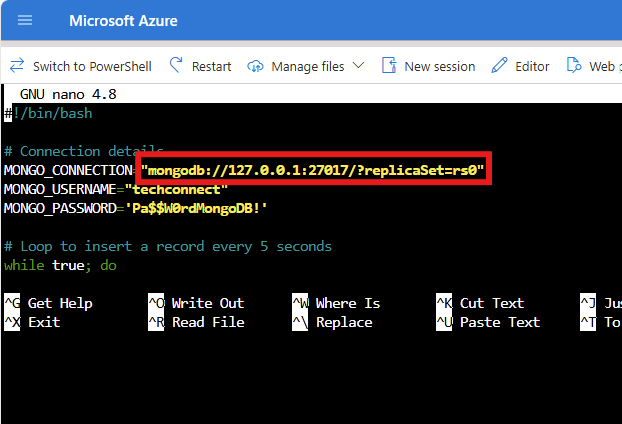 Microsoft Azure
Switch to PowerShell Restart Manage files New session Editor Web
GNU nano 4.8
#!/bin/bash
# Connection details
MONGO_CONNECTION="mongodb://127.0.0.1:27017/?replicaSet=rs0"
MONGO_USERNAME="techconnect"
MONGO_PASSWORD='Pa$$W0rdMongoDB!'
# Loop to insert a record every 5 seconds
while true; do
^G Get Help ^O Write Out ^W Where Is ^K Cut Text ^J
^X Exit ^R Read File ^\ Replace ^U Paste Text ^T To